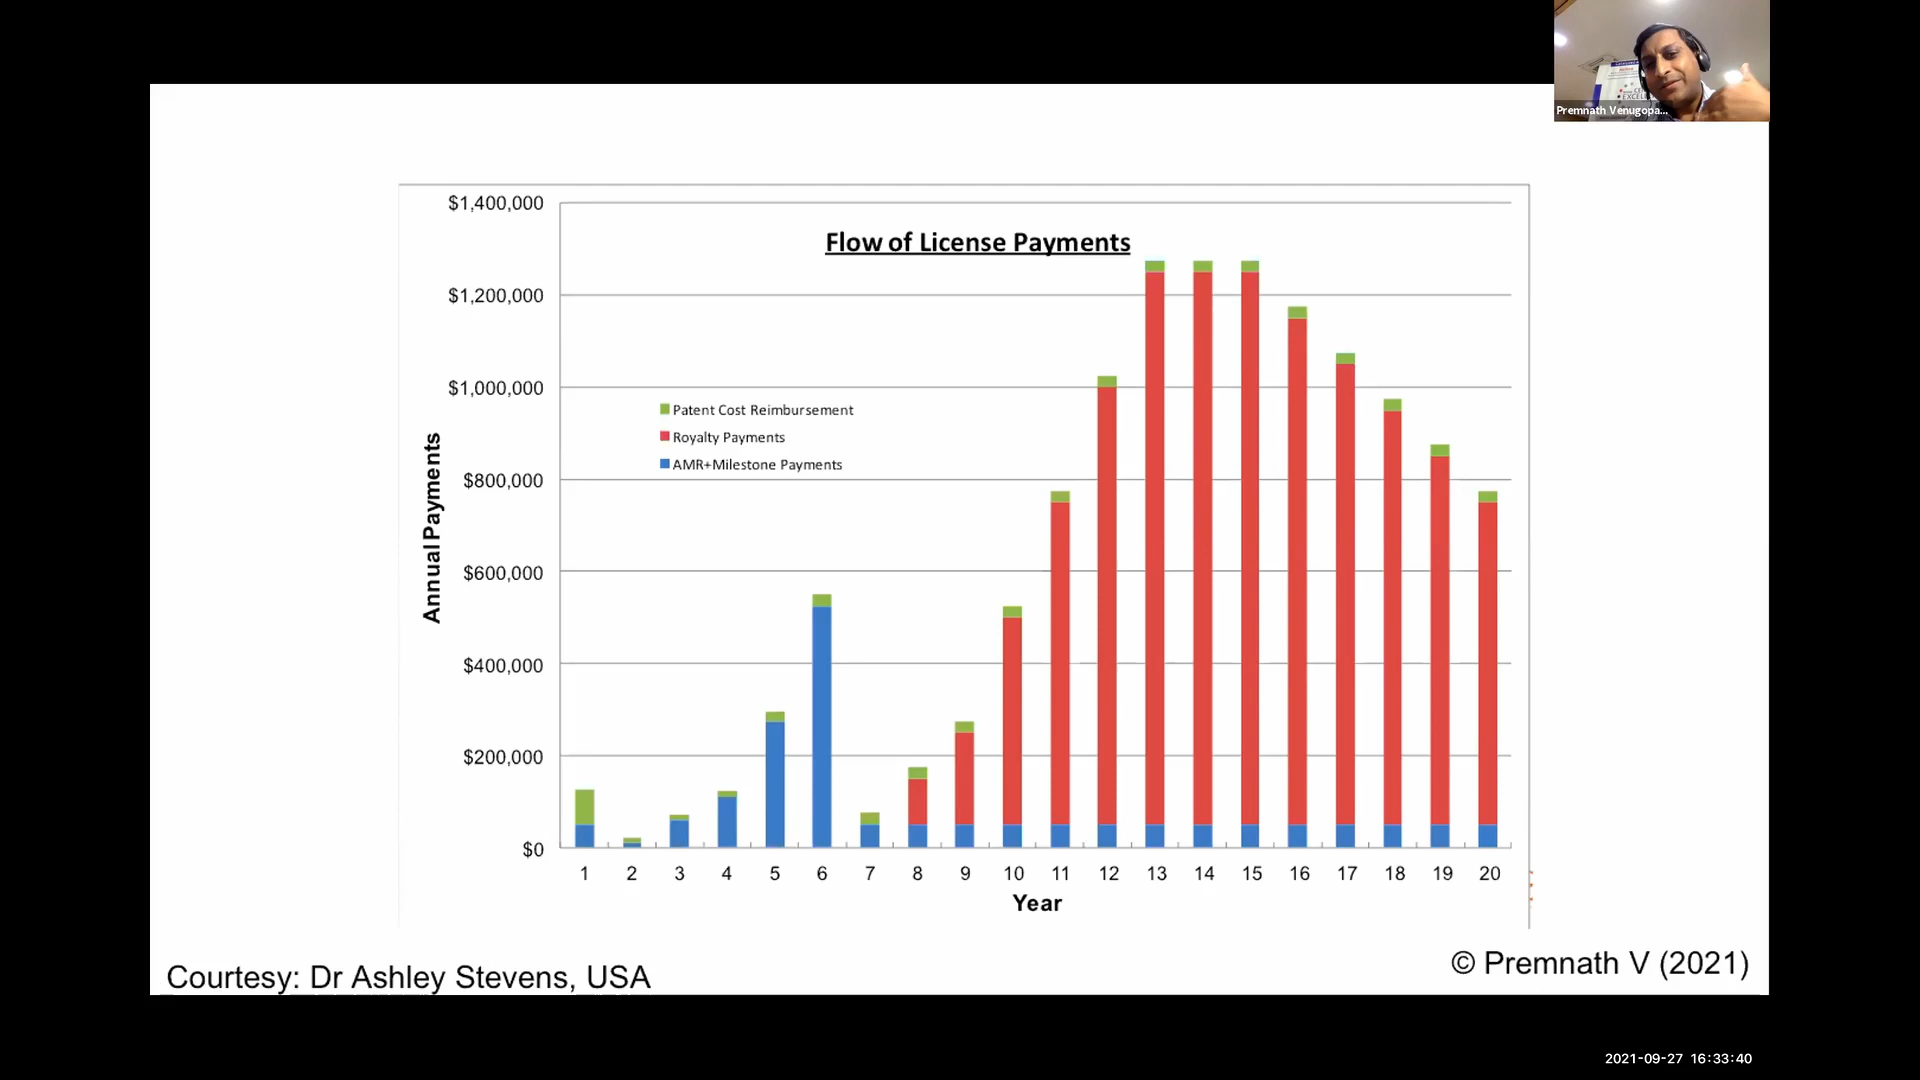 Premnath Venugopa...
$1,400,000
Flow of License Payments
$1,200,000
$1,000,000
Patent Cost Reimbursement
Royalty Payments
AMR+Milestone Payments
$800,000
$600,000
$400,000
$200,000
$0
Annual Payments
1 2 3 4 5 6 7 8 9 10 11 12 13 14 15 16 17 18 19 20
Year
Courtesy: Dr Ashley Stevens, USA
© Premnath V (2021)
2021-09-27 16:33:40